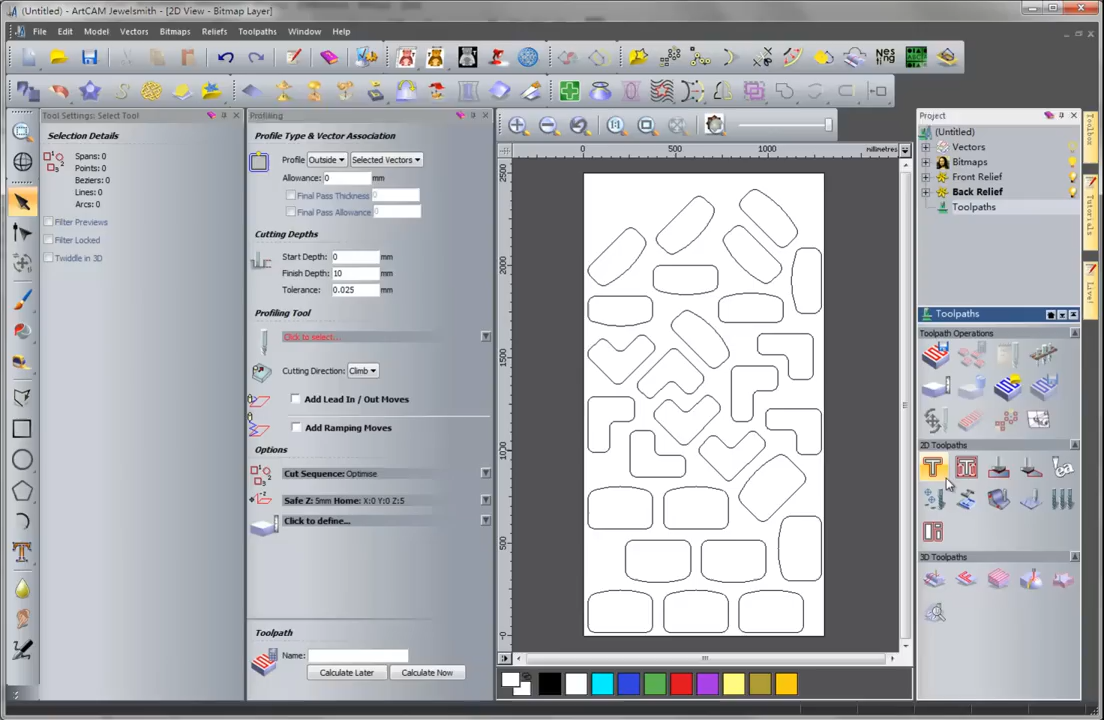 (Untitled) - ArtCAM Jewelsmith - [2D View - Bitmap Layer]
File Edit Model Vectors Bitmaps Reliefs Toolpaths Window Help
Tool Settings: Select Tool
Selection Details
Spans: 0
Points: 0
Beziers: 0
Lines: 0
Arcs: 0
Filter Previews
Filter Locked
Twiddle in 3D
Profiling
Profile Type & Vector Association
Profile Outside Selected Vectors
Allowance: 0 mm
Final Pass Thickness 0 mm
Final Pass Allowance 0 mm
Cutting Depths
Start Depth: 0 mm
Finish Depth: 10 mm
Tolerance: 0.025 mm
Profiling Tool
Click to select...
Cutting Direction: Climb
Add Lead In / Out Moves
Add Ramping Moves
Options
Cut Sequence: Optimise
Safe Z: 5mm Home: X:0 Y:0 Z:5
Click to define...
Toolpath
Name:
Calculate Later Calculate Now
0 500 1000 millimetres
2500
2000
1500
1000
500
0
Project
(Untitled)
Vectors
Bitmaps
Front Relief
Back Relief
Toolpaths
Toolpaths
Toolpath Operations
2D Toolpaths
3D Toolpaths
Toolbox
Tutorials
Live!